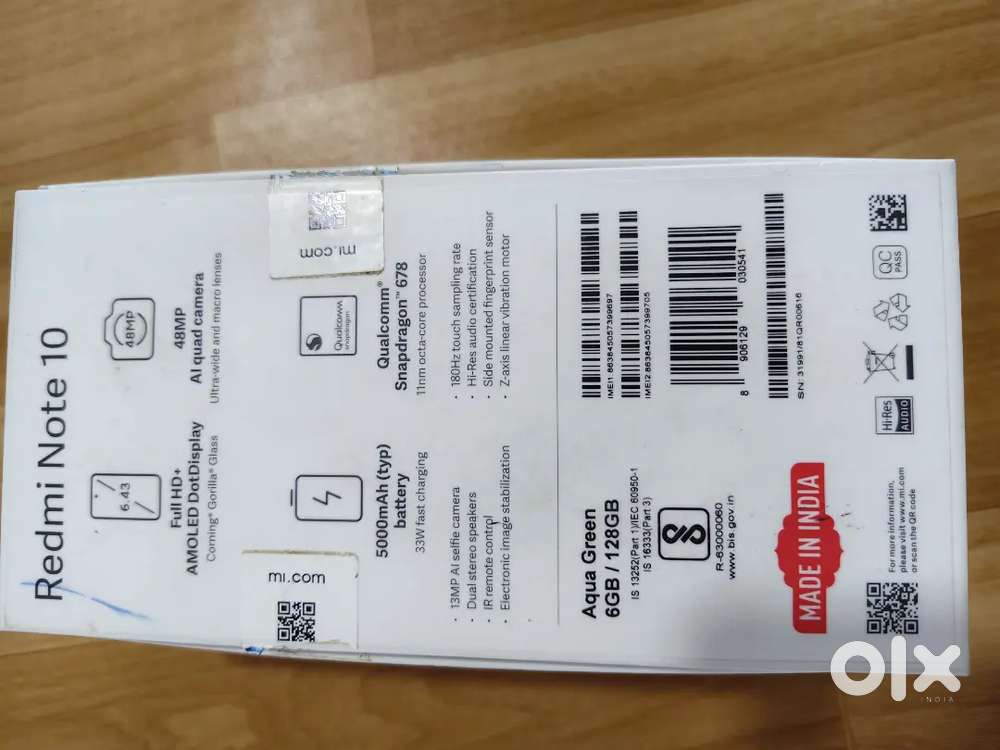 Redmi Note 10
6.43
Full HD+
AMOLED DotDisplay
Corning® Gorilla® Glass
48MP
48MP
AI quad camera
Ultra-wide and macro lenses
mi.com
mi.com
5000mAh (typ)
battery
33W fast charging
Qualcomm
snapdragon
Qualcomm®
Snapdragon™ 678
11nm octa-core processor
· 13MP AI selfie camera
· Dual stereo speakers
· IR remote control
· Electronic image stabilization
· 180Hz touch sampling rate
· Hi-Res audio certification
· Side mounted fingerprint sensor
· Z-axis linear vibration motor
Aqua Green
6GB / 128GB
IS 13252(Part 1)/IEC 60950-1
IS 16333(Part 3)
R-63000060
www.bis.gov.in
IMEI1:863845057399697
IMEI2:863845057399705
8 906129 030541
SN: 31991/81QR00616
MADE IN INDIA
For more information,
please visit www.mi.com
or scan the QR code
Hi-Res
AUDIO
QC
PASS
olx
INDIA